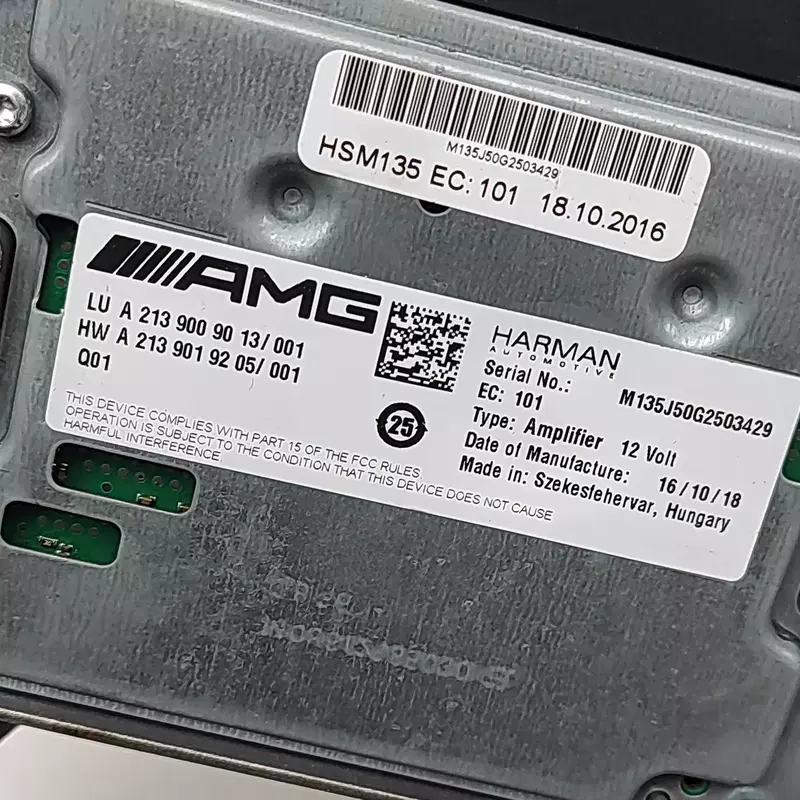 M135J50G2503429
HSM135 EC: 101 18.10.2016
AMG
LU A 213 900 90 13/001
HW A 213 901 92 05/001
Q01
25
THIS DEVICE COMPLIES WITH PART 15 OF THE FCC RULES.
OPERATION IS SUBJECT TO THE CONDITION THAT THIS DEVICE DOES NOT CAUSE
HARMFUL INTERFERENCE.
HARMAN
AUTOMOTIVE
Serial No.: M135J50G2503429
EC: 101
Type: Amplifier 12 Volt
Date of Manufacture: 16/10/18
Made in: Szekesfehervar, Hungary